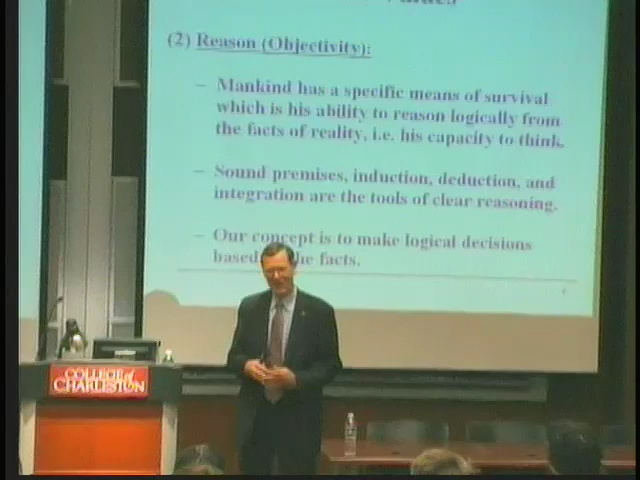 (2) Reason (Objectivity):
– Mankind has a specific means of survival
which is his ability to reason logically from
the facts of reality, i.e. his capacity to think.
– Sound premises, induction, deduction, and
integration are the tools of clear reasoning.
– Our concept is to make logical decisions
based the facts.
COLLEGE of
CHARLESTON